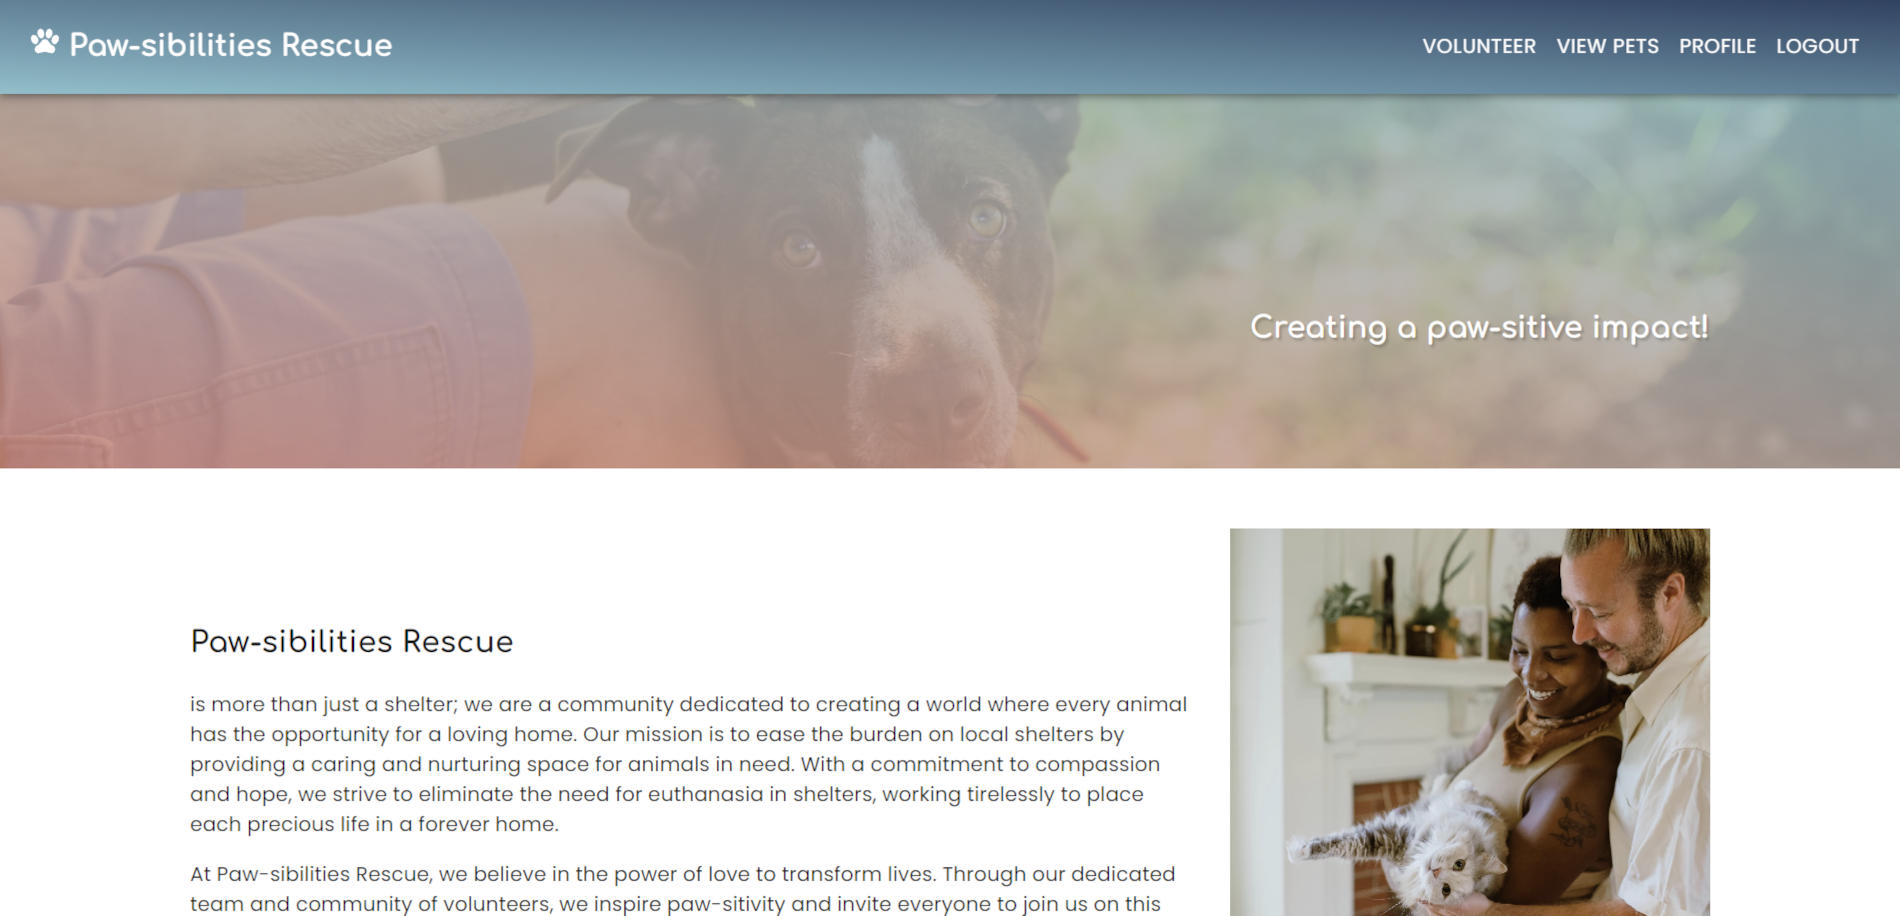 Paw-sibilities Rescue
VOLUNTEER VIEW PETS PROFILE LOGOUT
Creating a paw-sitive impact!
Paw-sibilities Rescue
is more than just a shelter; we are a community dedicated to creating a world where every animal
has the opportunity for a loving home. Our mission is to ease the burden on local shelters by
providing a caring and nurturing space for animals in need. With a commitment to compassion
and hope, we strive to eliminate the need for euthanasia in shelters, working tirelessly to place
each precious life in a forever home.
At Paw-sibilities Rescue, we believe in the power of love to transform lives. Through our dedicated
team and community of volunteers, we inspire paw-sitivity and invite everyone to join us on this